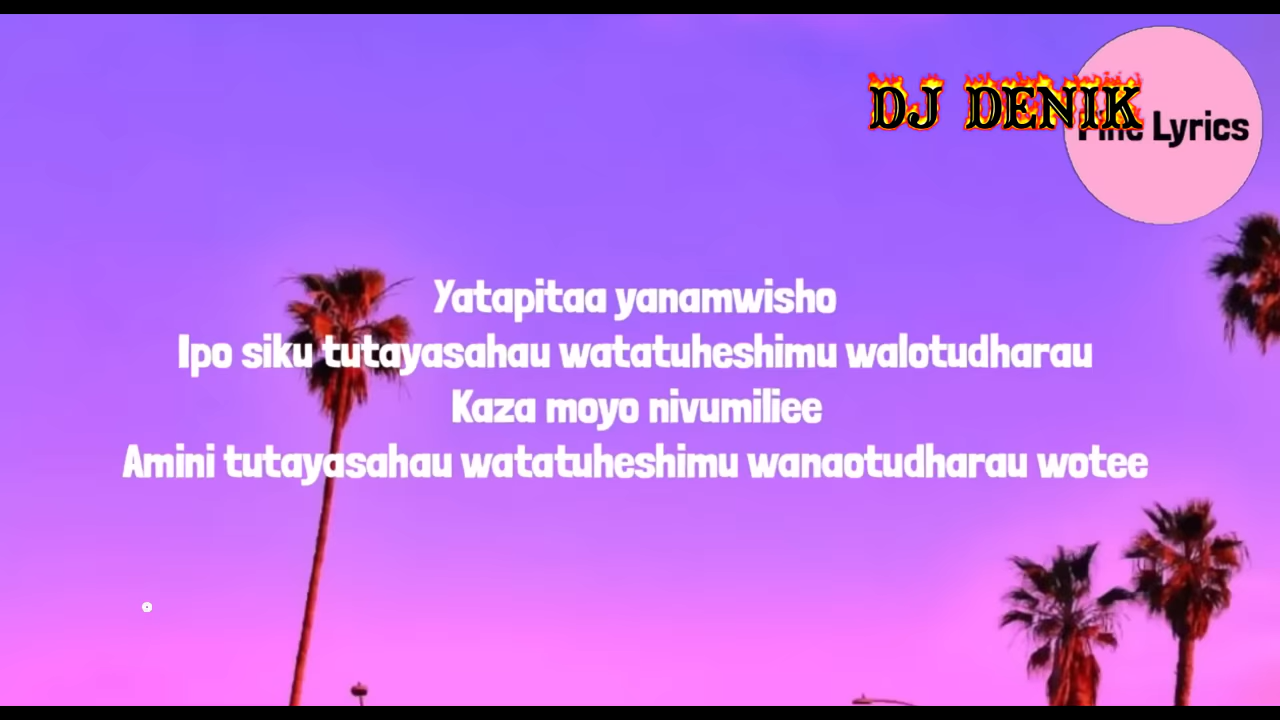 DJ DENIK
Lyrics
Yatapitaa yanamwisho
Ipo siku tutayasahau watatuheshimu walotudharau
Kaza moyo nivumiliee
Amini tutayasahau watatuheshimu wanaotudharau wotee